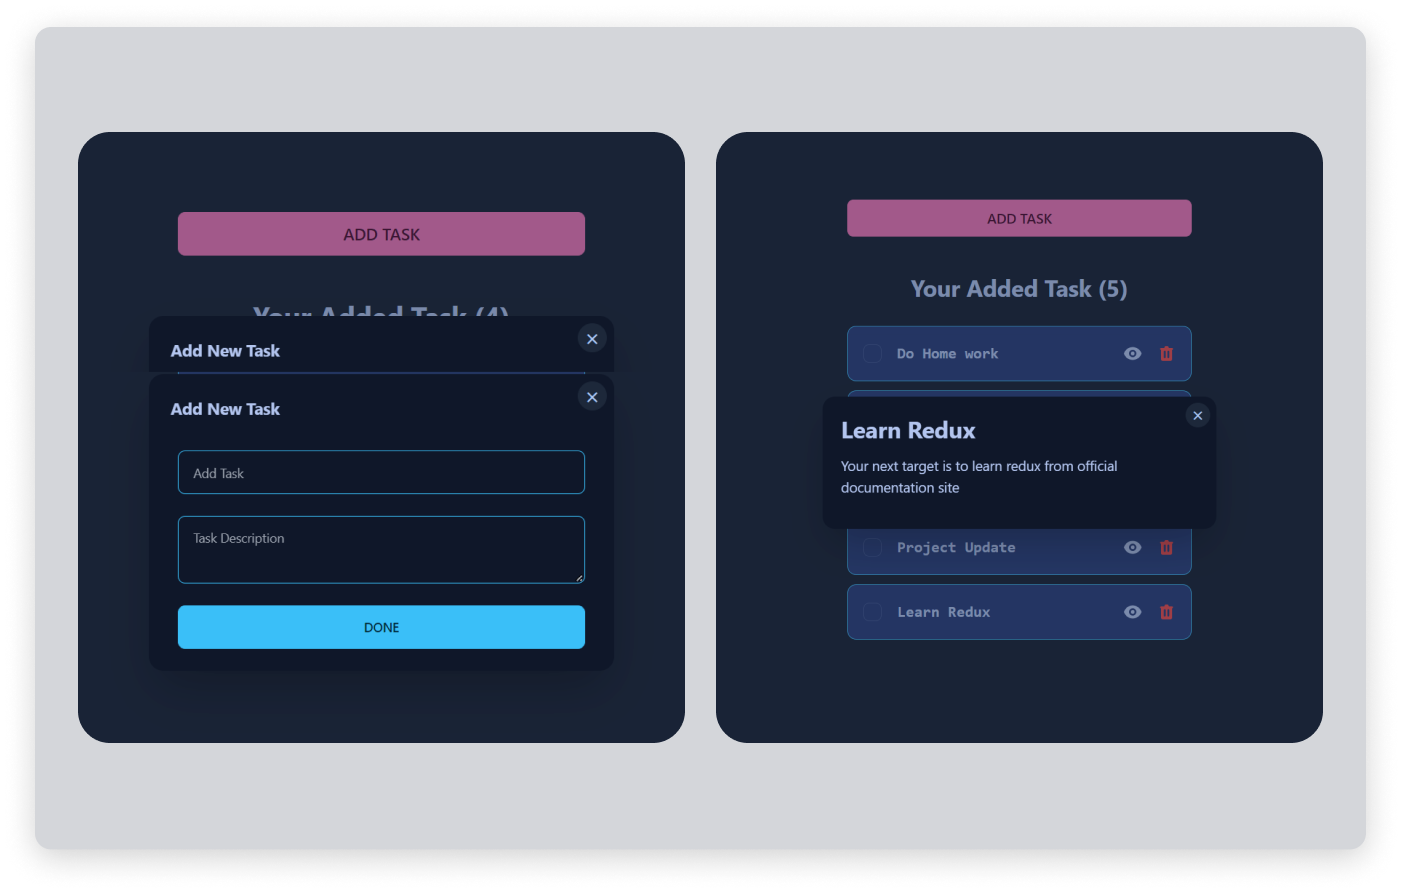 ADD TASK
Your Added Task (4)
Add New Task
Add New Task
Add Task
Task Description
DONE
ADD TASK
Your Added Task (5)
Do Home work
Learn Redux
Your next target is to learn redux from official
documentation site
Project Update
Learn Redux